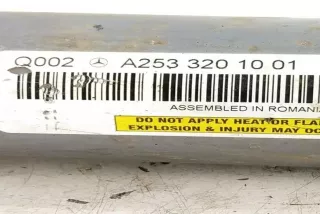 Q002 A253 320 10 01
ASSEMBLED IN ROMANI
DO NOT APPLY HEAT OR FLA
EXPLOSION & INJURY MAY OC